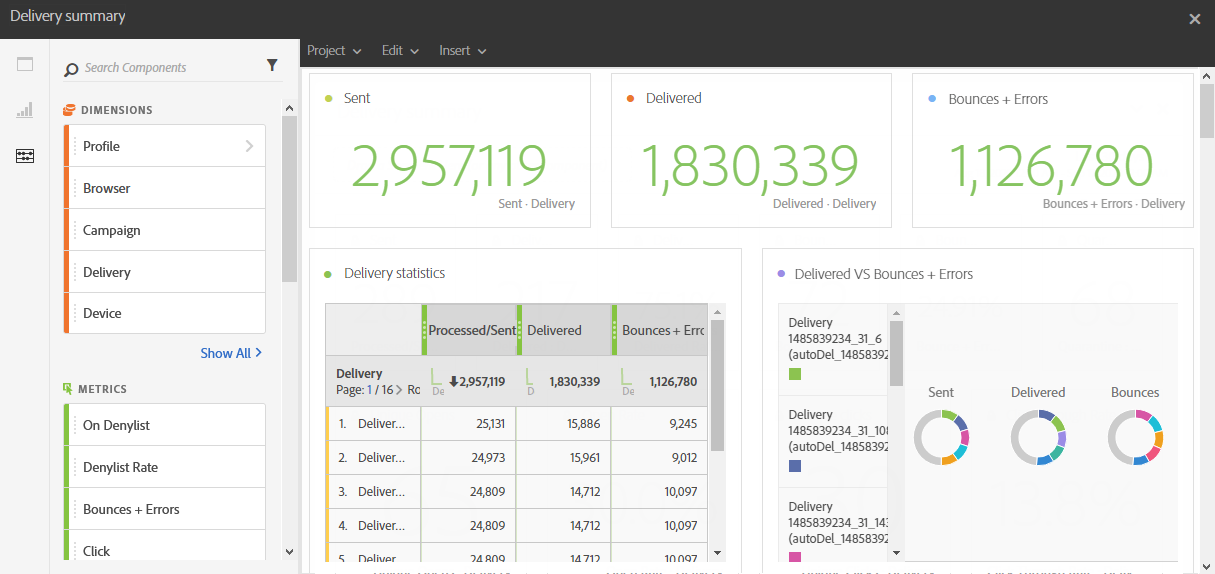 Delivery summary
Project
Edit
Insert
Search Components
DIMENSIONS
Profile
Browser
Campaign
Delivery
Device
Show All
METRICS
On Denylist
Denylist Rate
Bounces + Errors
Click
Sent
2,957,119
Sent · Delivery
Delivered
1,830,339
Delivered · Delivery
Bounces + Errors
1,126,780
Bounces + Errors · Delivery
Delivery statistics
Processed/Sent Delivered Bounces + Errc
Delivery
Page: 1 / 16 > Ro
De 2,957,119 D 1,830,339 De 1,126,780
1. Deliver... 25,131 15,886 9,245
2. Deliver... 24,973 15,961 9,012
3. Deliver... 24,809 14,712 10,097
4. Deliver... 24,809 14,712 10,097
5. Deliver... 24,809 14,712 10,097
Delivered VS Bounces + Errors
Delivery
1485839234_31_6
(autoDel_14858392
Delivery
1485839234_31_108
(autoDel_14858392
Delivery
1485839234_31_143
(autoDel_14858392
Sent
Delivered
Bounces